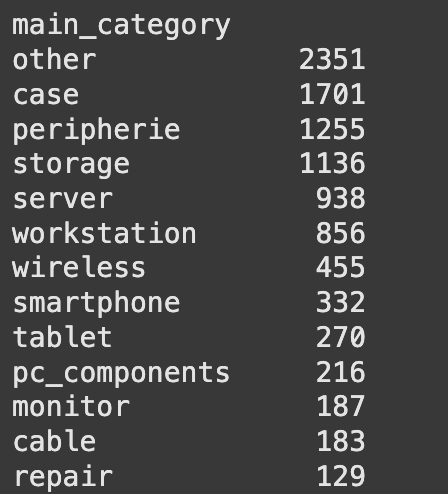 main_category
other 2351
case 1701
peripherie 1255
storage 1136
server 938
workstation 856
wireless 455
smartphone 332
tablet 270
pc_components 216
monitor 187
cable 183
repair 129